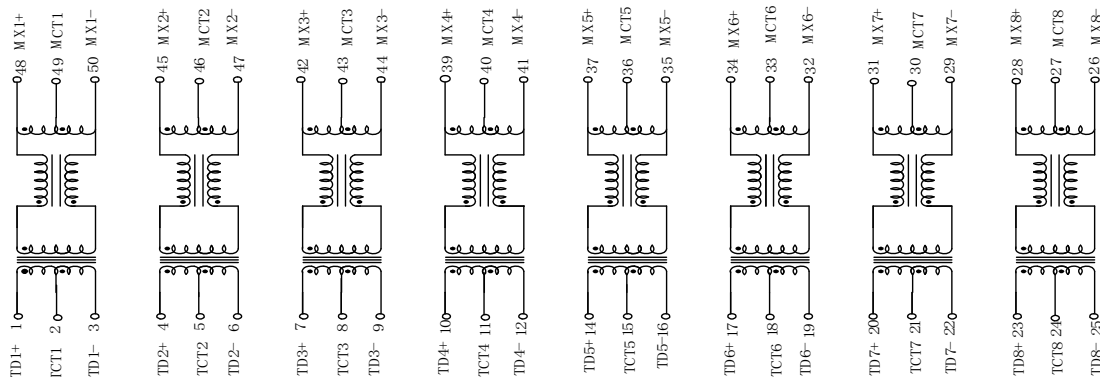 48 MX1+
49 MCT1
50 MX1-
45 MX2+
46 MCT2
47 MX2-
42 MX3+
43 MCT3
44 MX3-
39 MX4+
40 MCT4
41 MX4-
37 MX5+
36 MCT5
35 MX5-
34 MX6+
33 MCT6
32 MX6-
31 MX7+
30 MCT7
29 MX7-
28 MX8+
27 MCT8
26 MX8-
TD1+ 1
TCT1 2
TD1- 3
TD2+ 4
TCT2 5
TD2- 6
TD3+ 7
TCT3 8
TD3- 9
TD4+ 10
TCT4 11
TD4- 12
TD5+ 14
TCT5 15
TD5- 16
TD6+ 17
TCT6 18
TD6- 19
TD7+ 20
TCT7 21
TD7- 22
TD8+ 23
TCT8 24
TD8- 25